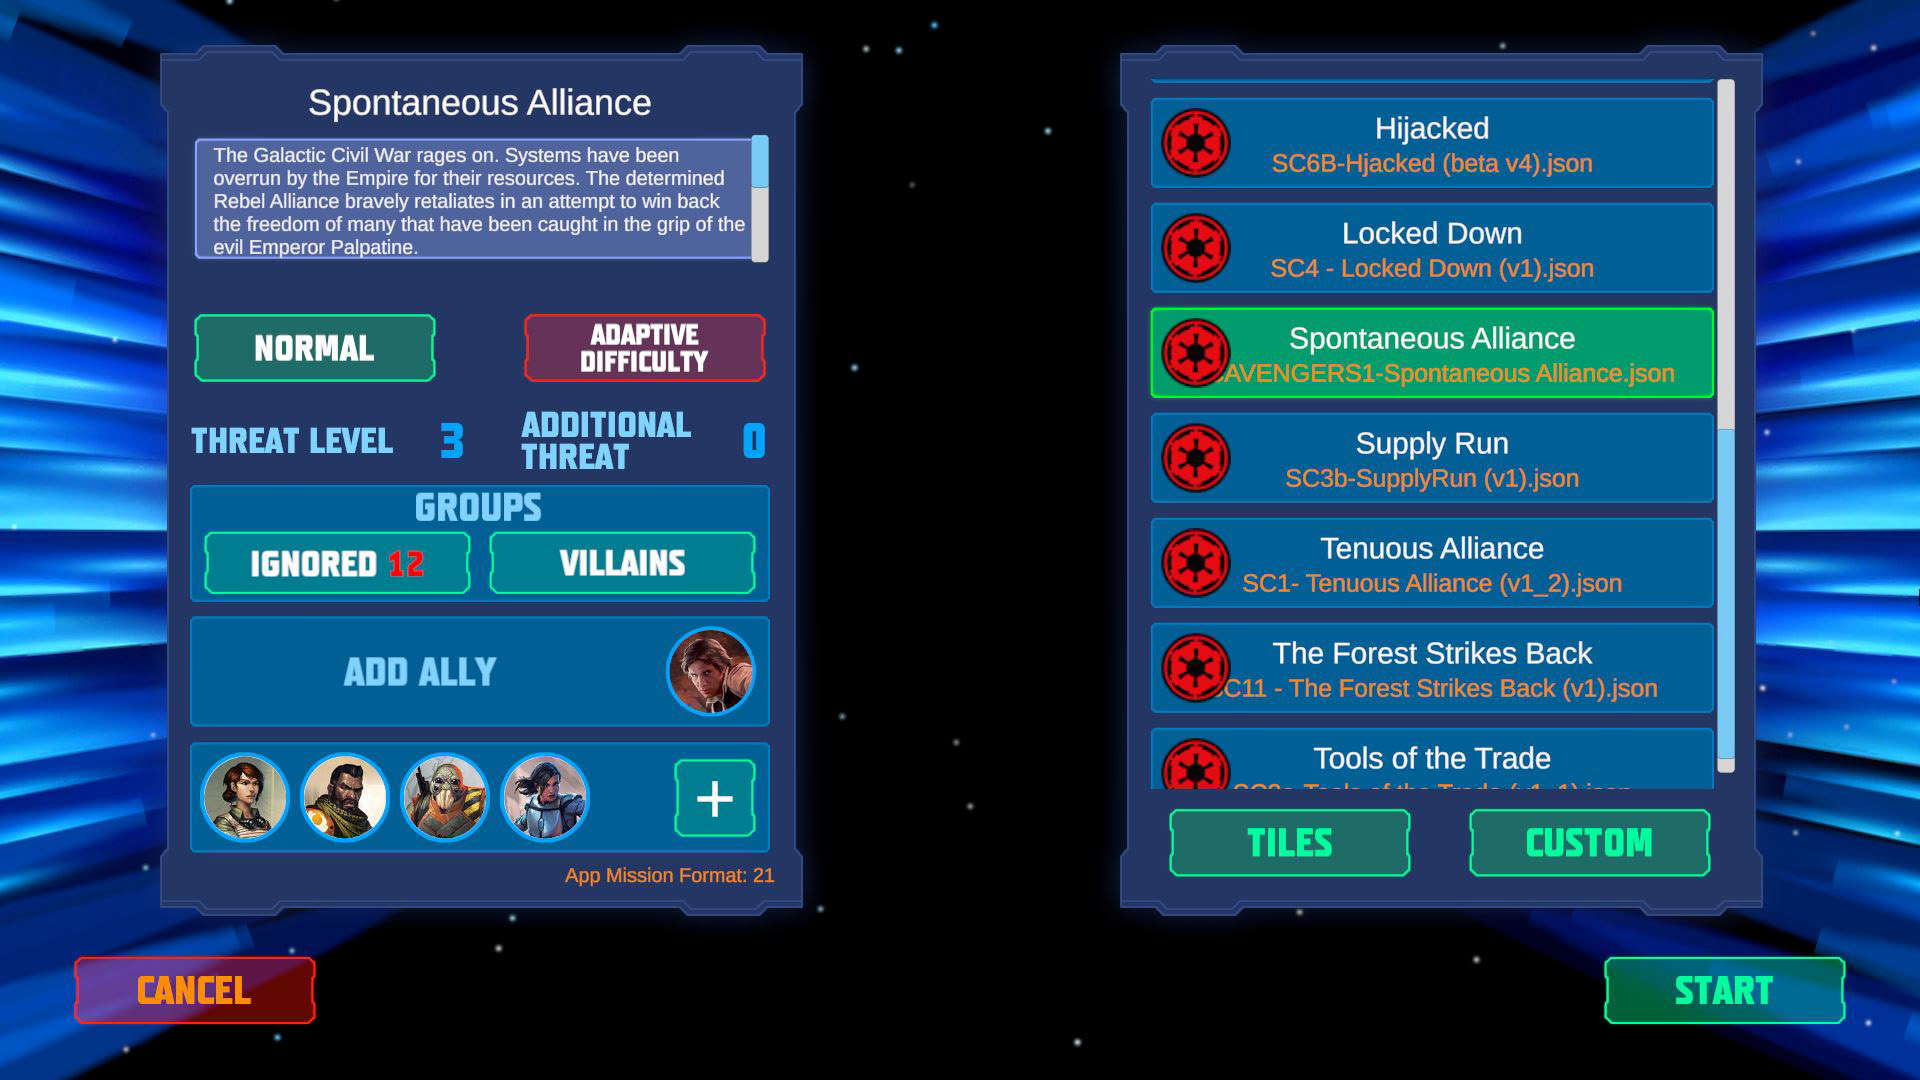 Spontaneous Alliance
The Galactic Civil War rages on. Systems have been
overrun by the Empire for their resources. The determined
Rebel Alliance bravely retaliates in an attempt to win back
the freedom of many that have been caught in the grip of the
evil Emperor Palpatine.
NORMAL
ADAPTIVE
DIFFICULTY
THREAT LEVEL 3
ADDITIONAL
THREAT 0
GROUPS
IGNORED 12
VILLAINS
ADD ALLY
+
App Mission Format: 21
CANCEL
Hijacked
SC6B-Hjacked (beta v4).json
Locked Down
SC4 - Locked Down (v1).json
Spontaneous Alliance
AVENGERS1-Spontaneous Alliance.json
Supply Run
SC3b-SupplyRun (v1).json
Tenuous Alliance
SC1- Tenuous Alliance (v1_2).json
The Forest Strikes Back
C11 - The Forest Strikes Back (v1).json
Tools of the Trade
TILES
CUSTOM
START